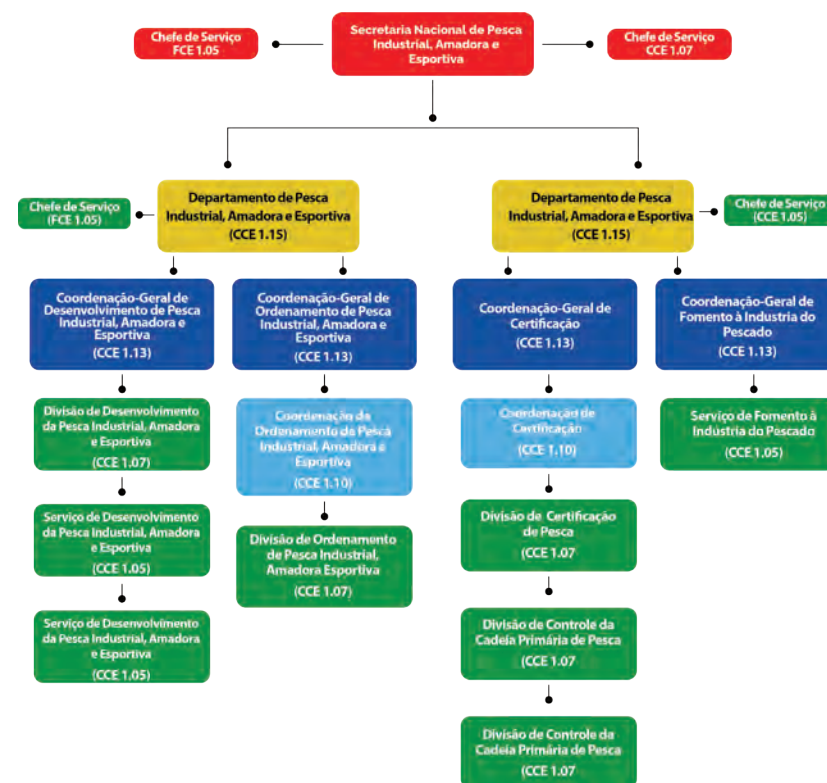 Secretaria Nacional de Pesca
Industrial, Amadora e
Esportiva
Chefe de Serviço
FCE 1.05
Chefe de Serviço
CCE 1.07
Departamento de Pesca
Industrial, Amadora e Esportiva
(CCE 1.15)
Chefe de Serviço
(FCE 1.05)
Departamento de Pesca
Industrial, Amadora e Esportiva
(CCE 1.15)
Chefe de Serviço
(CCE 1.05)
Coordenação-Geral de
Desenvolvimento de Pesca
Industrial, Amadora e
Esportiva
(CCE 1.13)
Coordenação-Geral de
Ordenamento de Pesca
Industrial, Amadora e
Esportiva
(CCE 1.13)
Coordenação-Geral de
Certificação
(CCE 1.13)
Coordenação-Geral de
Fomento à Industria do
Pescado
(CCE 1.13)
Divisão de Desenvolvimento
da Pesca Industrial, Amadora
e Esportiva
(CCE 1.07)
Coordenação de
Ordenamento de Pesca
Industrial, Amadora e
Esportiva
(CCE 1.10)
Coordenação de
Certificação
(CCE 1.10)
Serviço de Fomento à
Indústria do Pescado
(CCE 1.05)
Serviço de Desenvolvimento
da Pesca Industrial, Amadora
e Esportiva
(CCE 1.05)
Divisão de Ordenamento
de Pesca Industrial,
Amadora Esportiva
(CCE 1.07)
Divisão de Certificação
de Pesca
(CCE 1.07
Serviço de Desenvolvimento
da Pesca Industrial, Amadora
e Esportiva
(CCE 1.05)
Divisão de Controle da
Cadeia Primária de Pesca
(CCE 1.07
Divisão de Controle da
Cadeia Primária de Pesca
(CCE 1.07